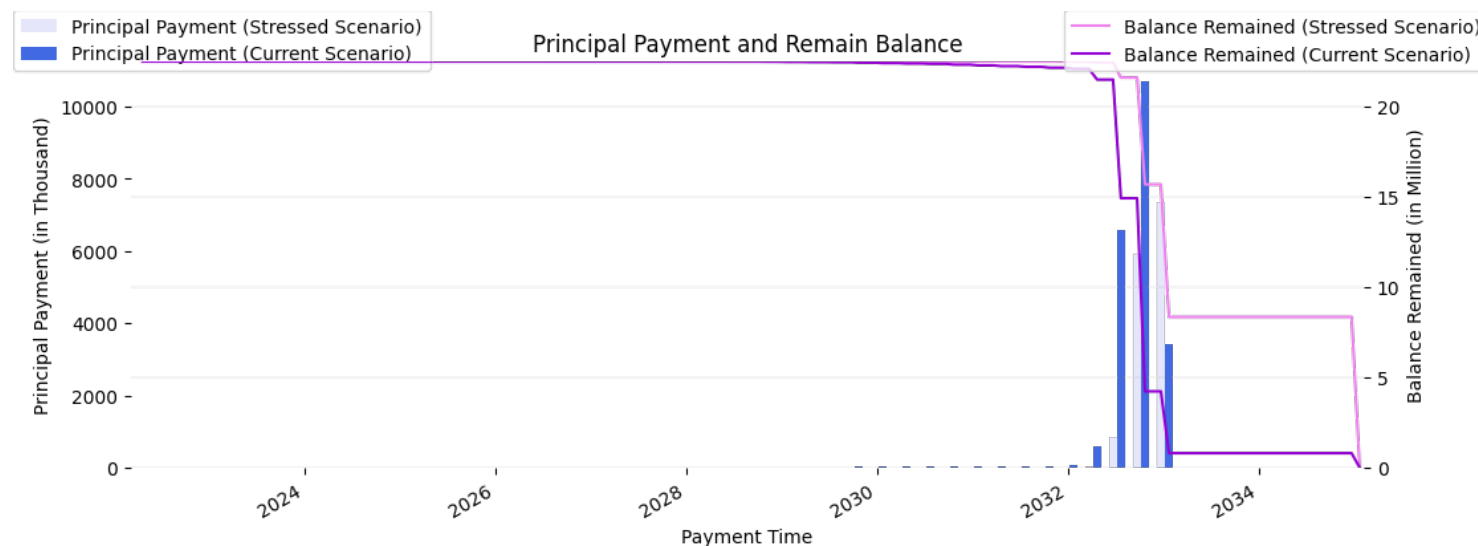 Principal Payment (Stressed Scenario)
Principal Payment (Current Scenario)
Principal Payment and Remain Balance
Balance Remained (Stressed Scenario)
Balance Remained (Current Scenario)
Principal Payment (in Thousand)
10000
8000
6000
4000
2000
0
20
15
10
5
0
Balance Remained (in Million)
2024
2026
2028
2030
2032
2034
Payment Time